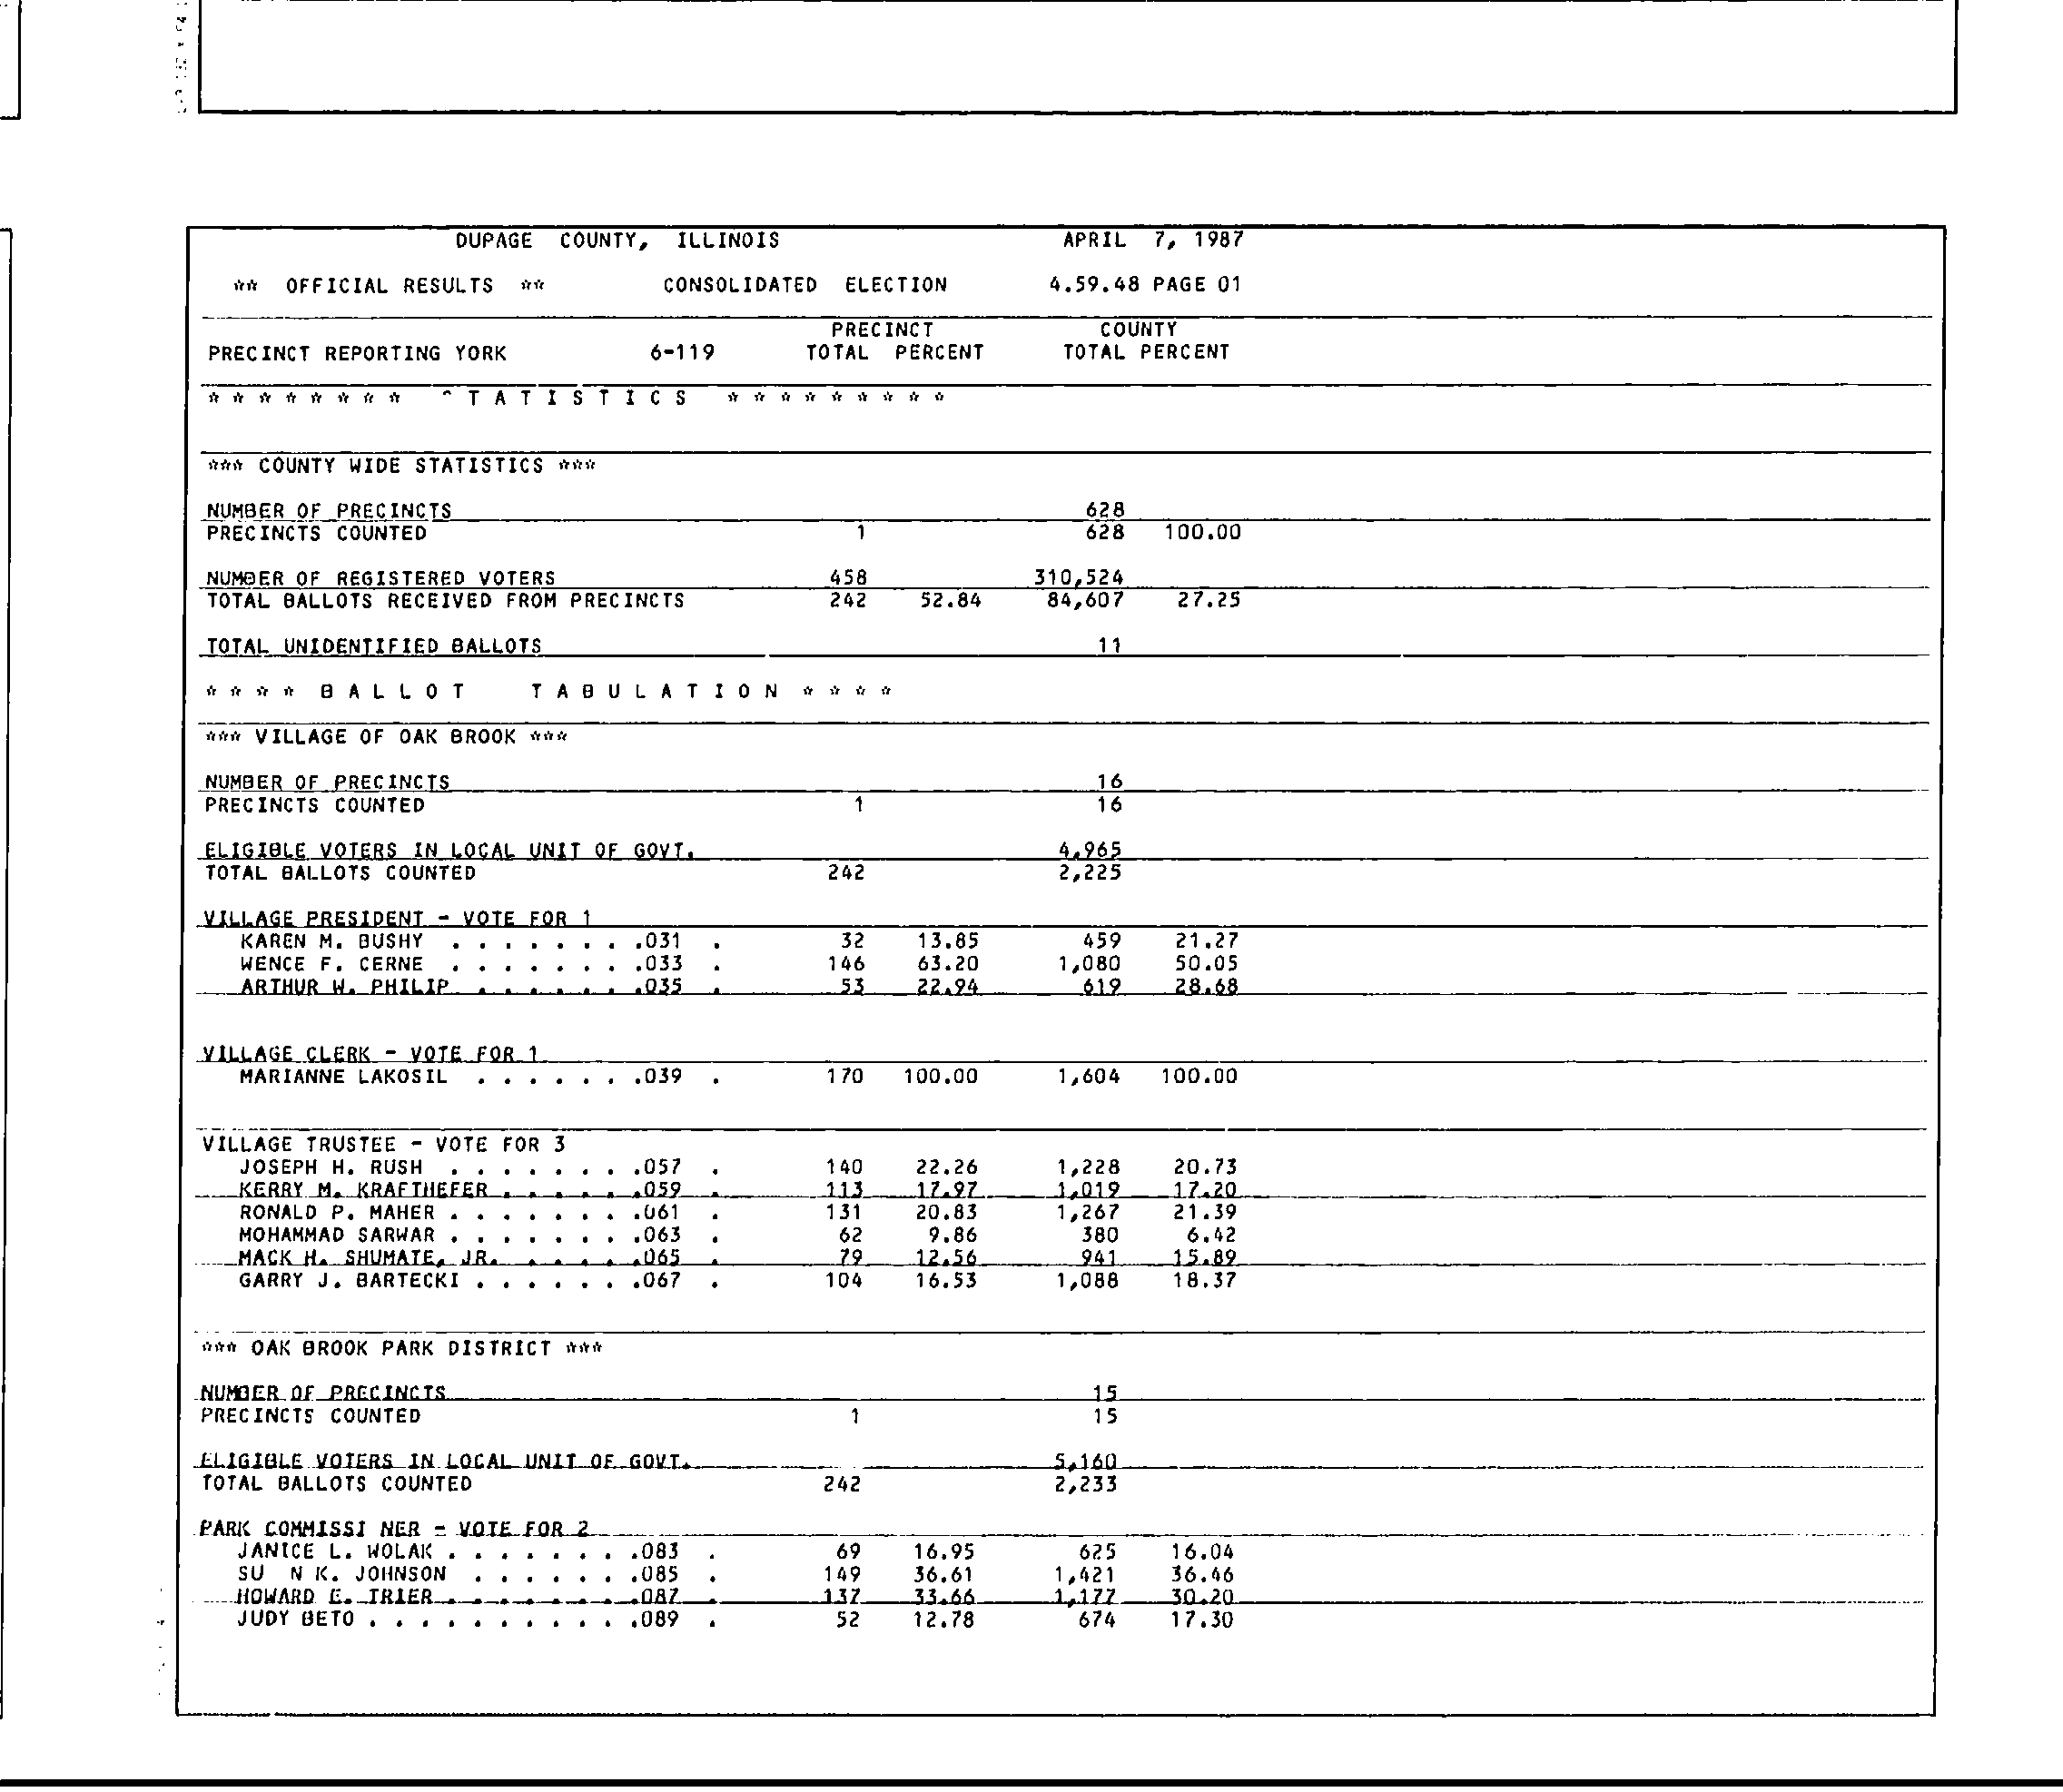 DUPAGE COUNTY, ILLINOIS APRIL 7, 1987
** OFFICIAL RESULTS ** CONSOLIDATED ELECTION 4.59.48 PAGE 01
PRECINCT COUNTY
PRECINCT REPORTING YORK 6-119 TOTAL PERCENT TOTAL PERCENT
* * * * * * * * T A T I S T I C S * * * * * * * * *
*** COUNTY WIDE STATISTICS ***
NUMBER OF PRECINCTS 628
PRECINCTS COUNTED 1 628 100.00
NUMBER OF REGISTERED VOTERS 458 310,524
TOTAL BALLOTS RECEIVED FROM PRECINCTS 242 52.84 84,607 27.25
TOTAL UNIDENTIFIED BALLOTS 11
* * * * B A L L O T T A B U L A T I O N * * * *
*** VILLAGE OF OAK BROOK ***
NUMBER OF PRECINCTS 16
PRECINCTS COUNTED 1 16
ELIGIBLE VOTERS IN LOCAL UNIT OF GOVT. 4,965
TOTAL BALLOTS COUNTED 242 2,225
VILLAGE PRESIDENT - VOTE FOR 1
KAREN M. BUSHY . . . . . . . .031 . 32 13.85 459 21.27
WENCE F. CERNE . . . . . . . .033 . 146 63.20 1,080 50.05
ARTHUR W. PHILIP . . . . . . .035 . 53 22.94 619 28.68
VILLAGE CLERK - VOTE FOR 1
MARIANNE LAKOSIL . . . . . . .039 . 170 100.00 1,604 100.00
VILLAGE TRUSTEE - VOTE FOR 3
JOSEPH H. RUSH . . . . . . . .057 . 140 22.26 1,228 20.73
KERRY M. KRAFTHEFER . . . . . .059 . 113 17.97 1,019 17.20
RONALD P. MAHER . . . . . . . .061 . 131 20.83 1,267 21.39
MOHAMMAD SARWAR . . . . . . . .063 . 62 9.86 380 6.42
MACK H. SHUMATE, JR. . . . . . .065 . 79 12.56 941 15.89
GARRY J. BARTECKI . . . . . . .067 . 104 16.53 1,088 18.37
*** OAK BROOK PARK DISTRICT ***
NUMBER OF PRECINCTS 15
PRECINCTS COUNTED 1 15
ELIGIBLE VOTERS IN LOCAL UNIT OF GOVT. 5,160
TOTAL BALLOTS COUNTED 242 2,233
PARK COMMISSI NER - VOTE FOR 2
JANICE L. WOLAK . . . . . . . .083 . 69 16.95 625 16.04
SU N K. JOHNSON . . . . . . .085 . 149 36.61 1,421 36.46
HOWARD E. TRIER . . . . . . . .087 . 137 33.66 1,177 30.20
JUDY BETO . . . . . . . . . . .089 . 52 12.78 674 17.30